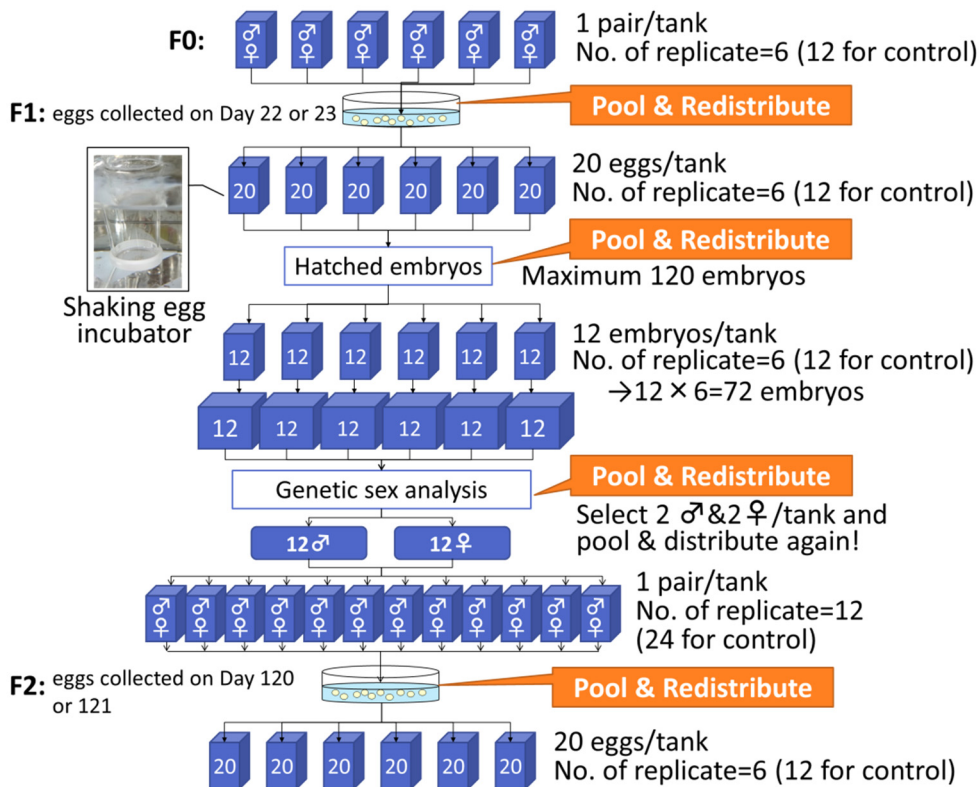 F0:
♂ ♂ ♂ ♂ ♂ ♂
♀ ♀ ♀ ♀ ♀ ♀
1 pair/tank
No. of replicate=6 (12 for control)
Pool & Redistribute
F1: eggs collected on Day 22 or 23
20 20 20 20 20 20
20 eggs/tank
No. of replicate=6 (12 for control)
Pool & Redistribute
Hatched embryos
Maximum 120 embryos
Shaking egg
incubator
12 12 12 12 12 12
12 embryos/tank
No. of replicate=6 (12 for control)
→12 × 6=72 embryos
12 12 12 12 12 12
Genetic sex analysis
Pool & Redistribute
Select 2 ♂&2 ♀/tank and
pool & distribute again!
12♂ 12♀
♂ ♂ ♂ ♂ ♂ ♂ ♂ ♂ ♂ ♂ ♂
♀ ♀ ♀ ♀ ♀ ♀ ♀ ♀ ♀ ♀ ♀
1 pair/tank
No. of replicate=12
(24 for control)
F2: eggs collected on Day 120
or 121
Pool & Redistribute
20 20 20 20 20 20
20 eggs/tank
No. of replicate=6 (12 for control)